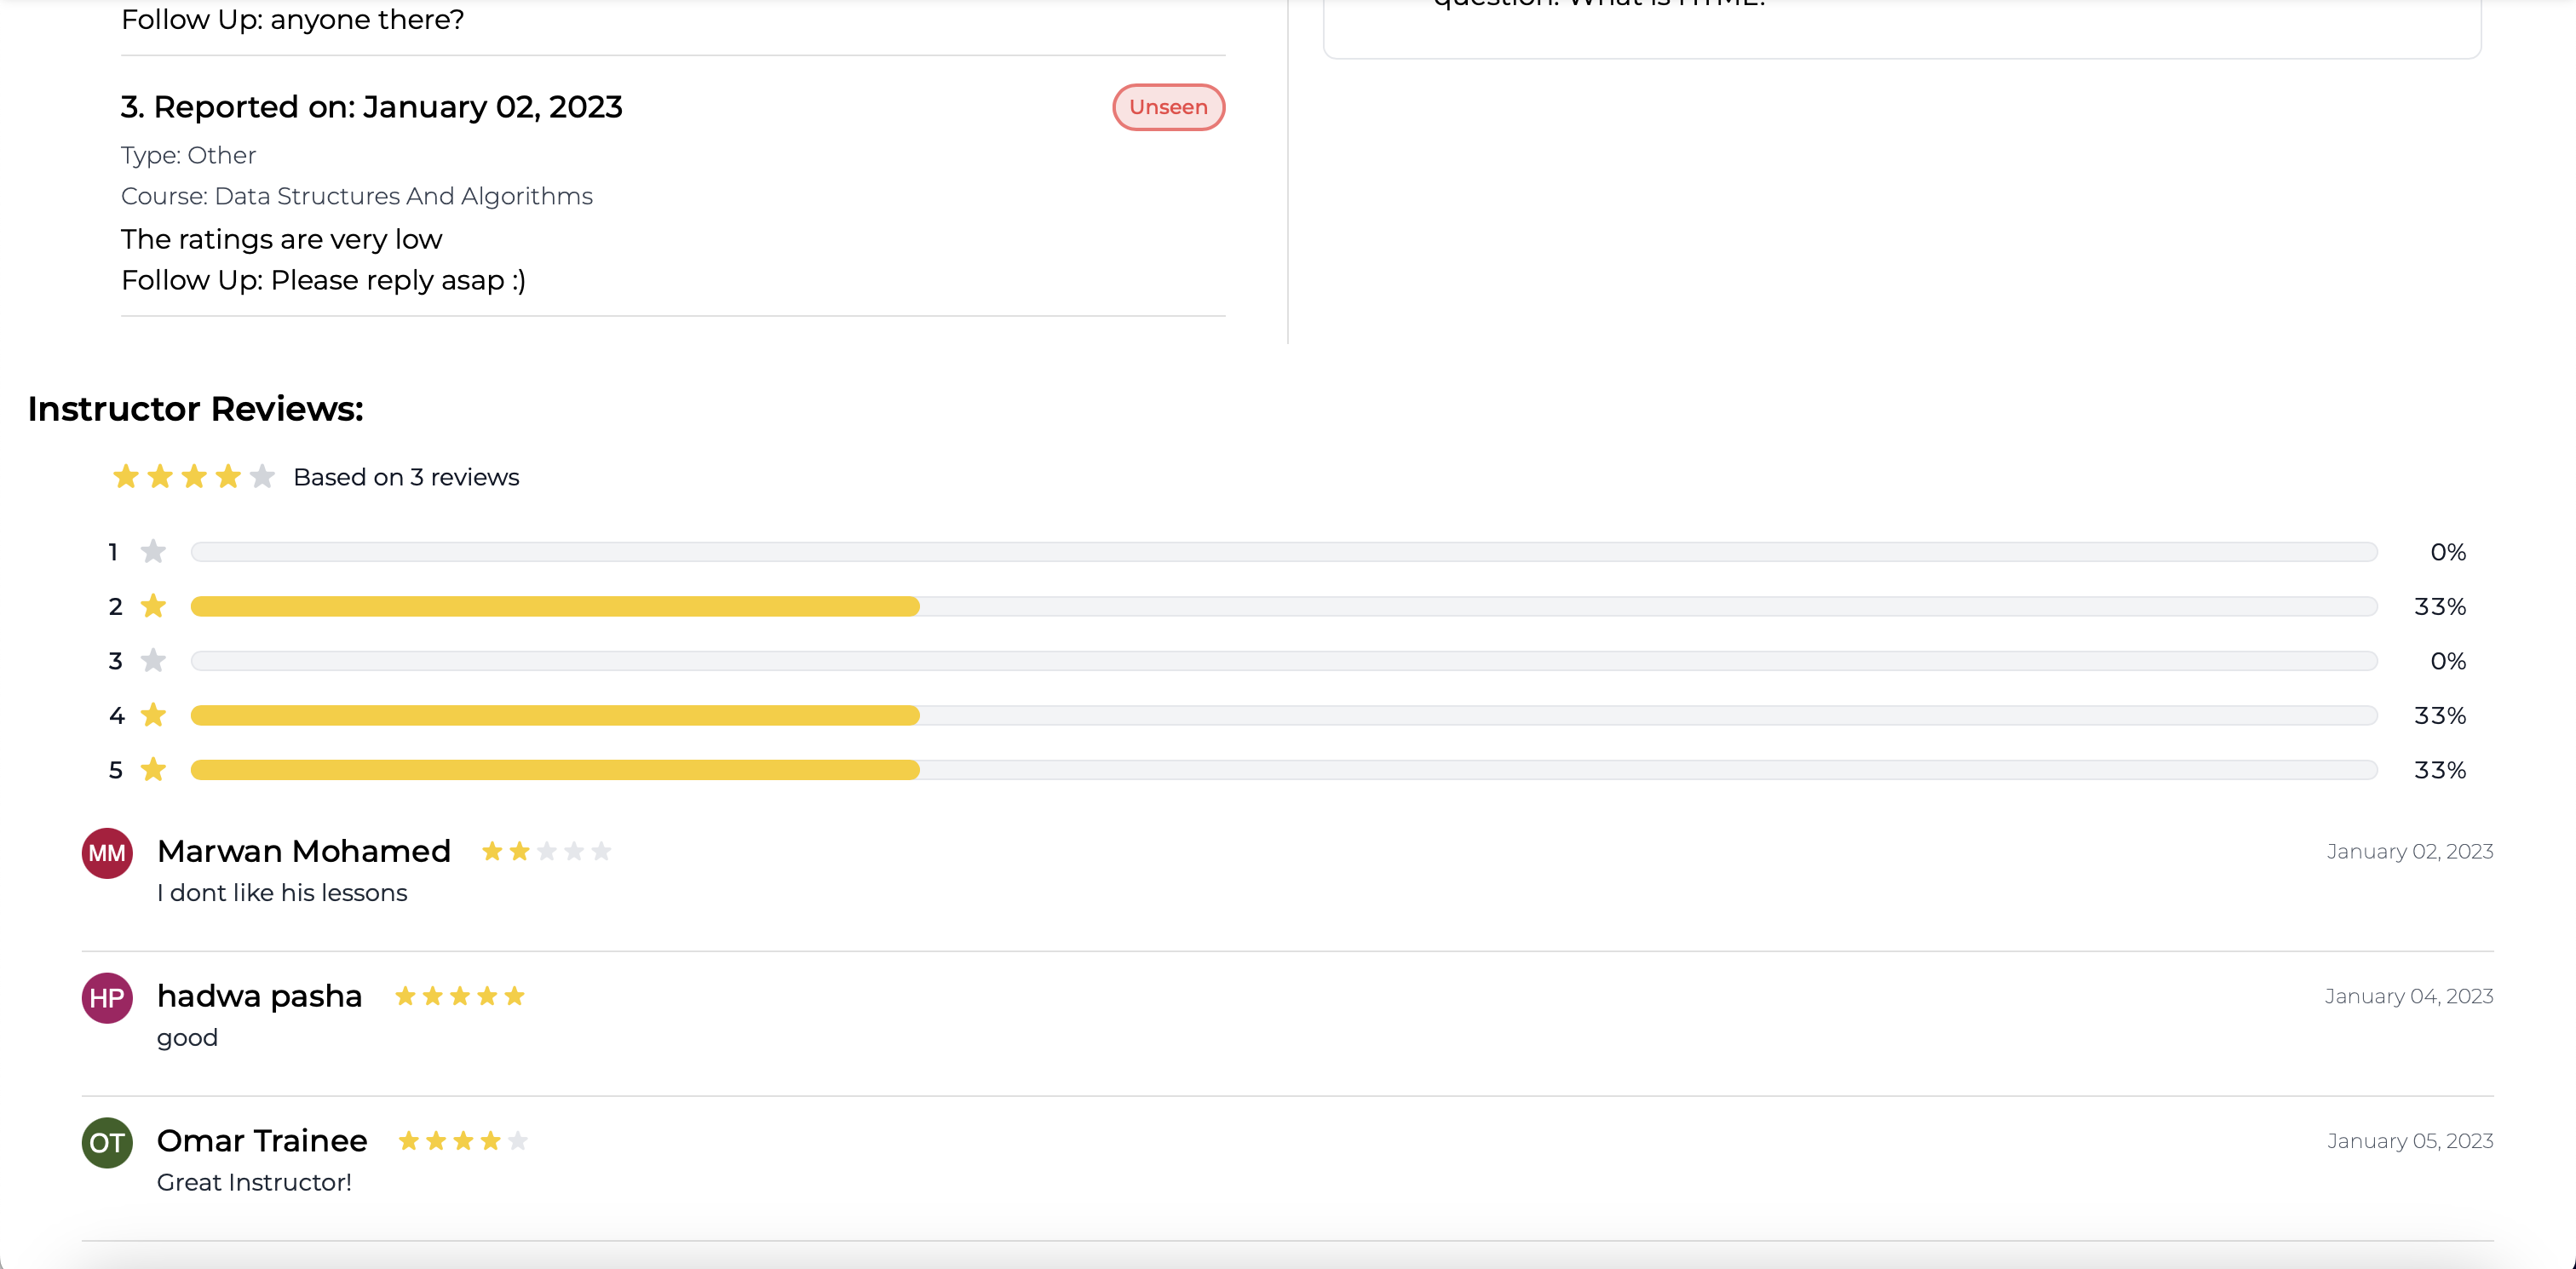 Follow Up: anyone there?
3. Reported on: January 02, 2023
Unseen
Type: Other
Course: Data Structures And Algorithms
The ratings are very low
Follow Up: Please reply asap :)
Instructor Reviews:
Based on 3 reviews
1 0%
2 33%
3 0%
4 33%
5 33%
MM Marwan Mohamed January 02, 2023
I dont like his lessons
HP hadwa pasha January 04, 2023
good
OT Omar Trainee January 05, 2023
Great Instructor!